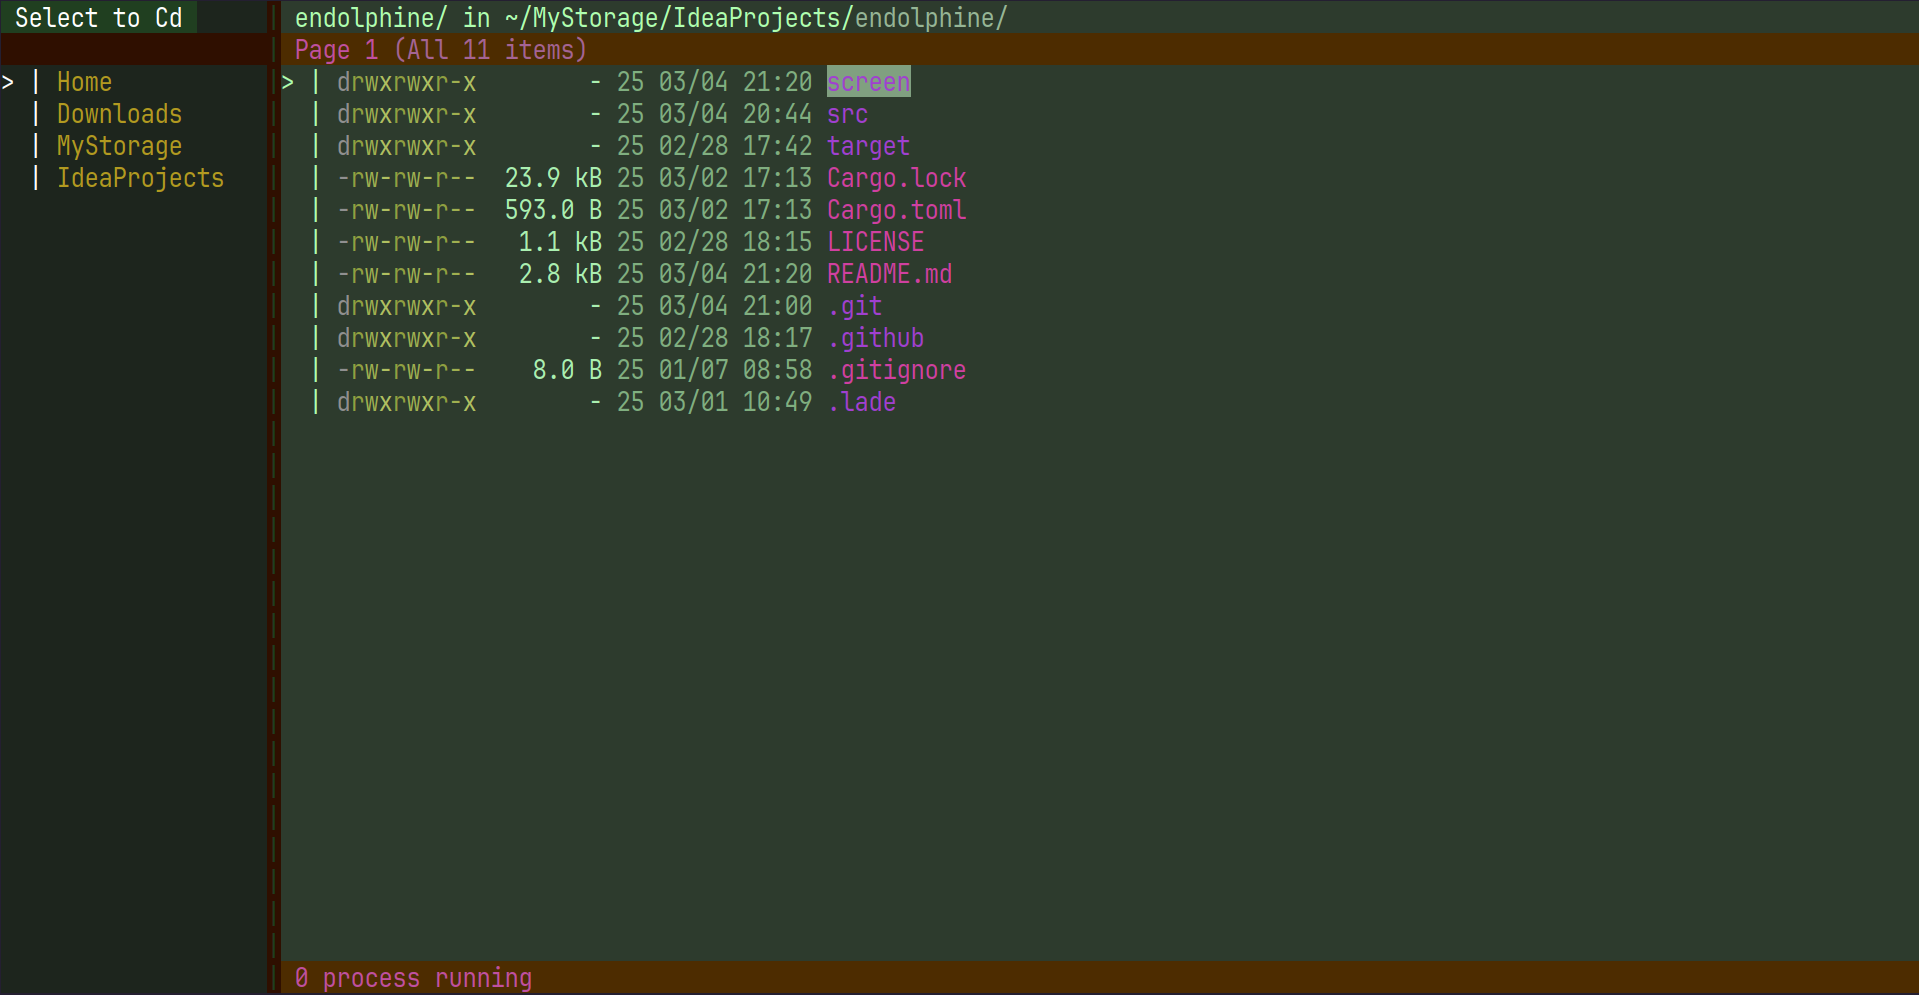 Select to Cd
> | Home
| Downloads
| MyStorage
| IdeaProjects
endolphine/ in ~/MyStorage/IdeaProjects/endolphine/
Page 1 (All 11 items)
> | drwxrwxr-x - 25 03/04 21:20 screen
| drwxrwxr-x - 25 03/04 20:44 src
| drwxrwxr-x - 25 02/28 17:42 target
| -rw-rw-r-- 23.9 kB 25 03/02 17:13 Cargo.lock
| -rw-rw-r-- 593.0 B 25 03/02 17:13 Cargo.toml
| -rw-rw-r-- 1.1 kB 25 02/28 18:15 LICENSE
| -rw-rw-r-- 2.8 kB 25 03/04 21:20 README.md
| drwxrwxr-x - 25 03/04 21:00 .git
| drwxrwxr-x - 25 02/28 18:17 .github
| -rw-rw-r-- 8.0 B 25 01/07 08:58 .gitignore
| drwxrwxr-x - 25 03/01 10:49 .lade
0 process running